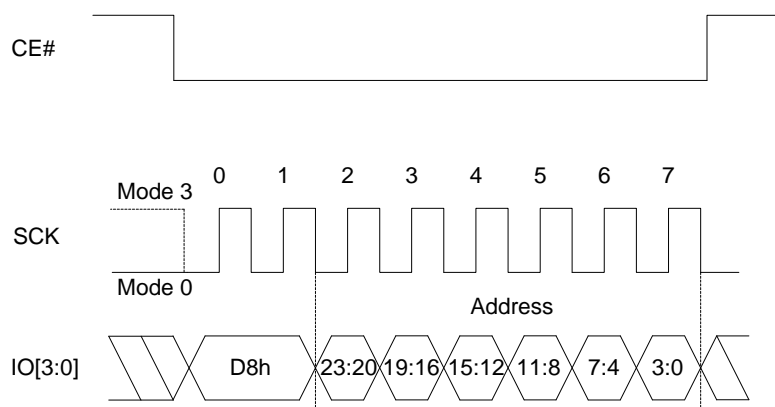 CE#
0 1 2 3 4 5 6 7
Mode 3
SCK
Mode 0
Address
IO[3:0] D8h 23:20 19:16 15:12 11:8 7:4 3:0